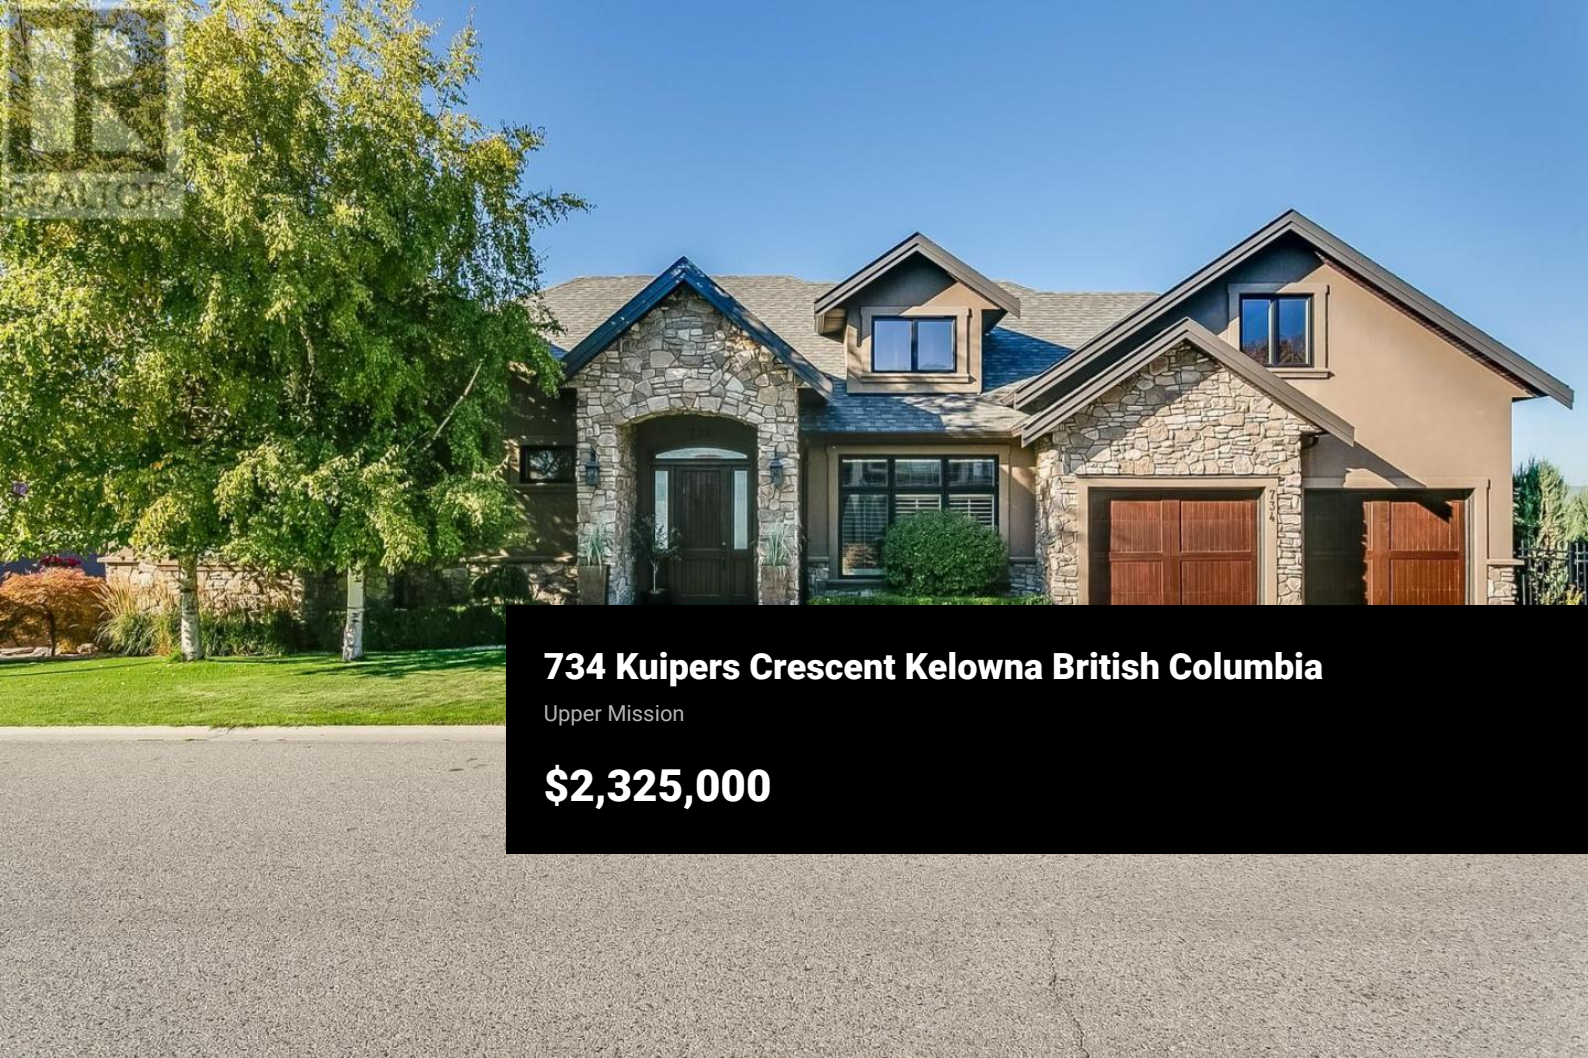 REALTOR
734
734 Kuipers Crescent Kelowna British Columbia
Upper Mission
$2,325,000